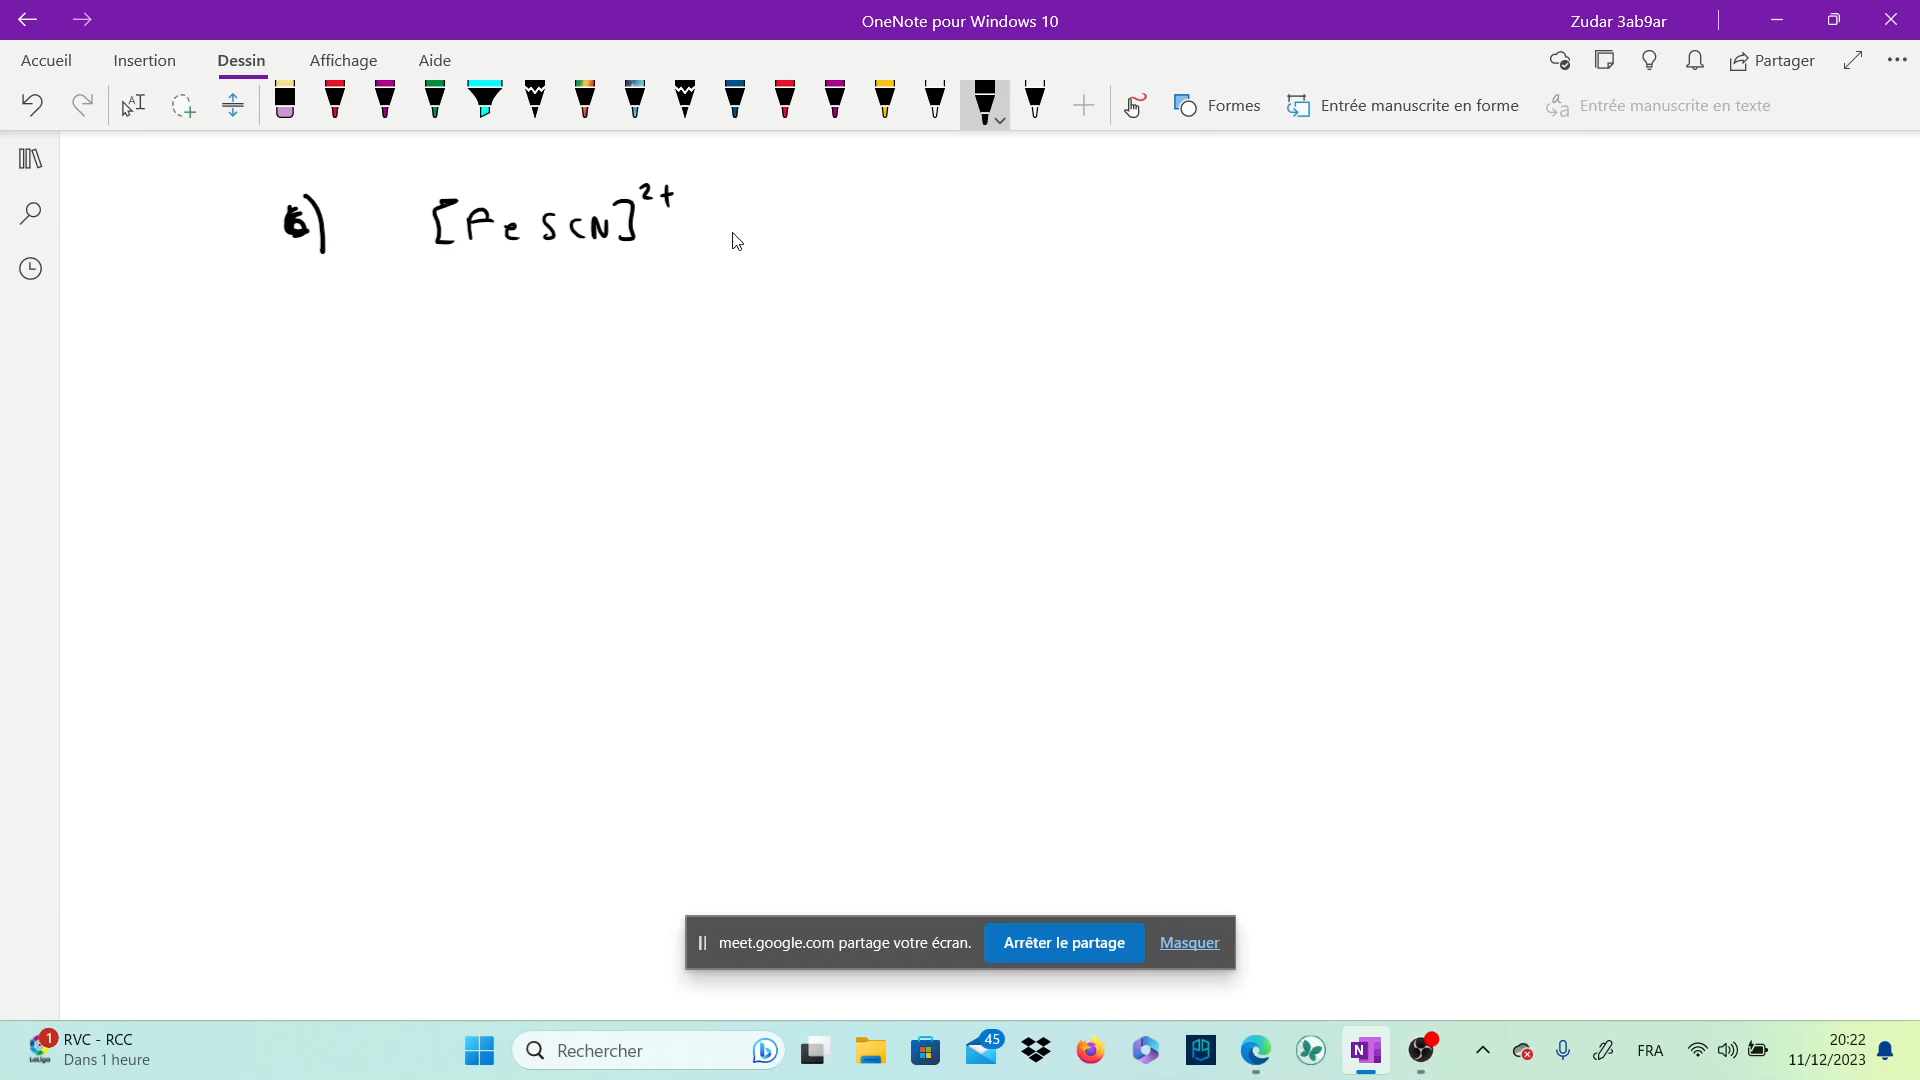 OneNote pour Windows 10
Zudar 3ab9ar
Accueil Insertion Dessin Affichage Aide
Partager
Formes Entrée manuscrite en forme Entrée manuscrite en texte
[Fe SCN]²⁺
meet.google.com partage votre écran. Arrêter le partage Masquer
1 RVC - RCC
Dans 1 heure
Rechercher
45
FRA
20:22
11/12/2023